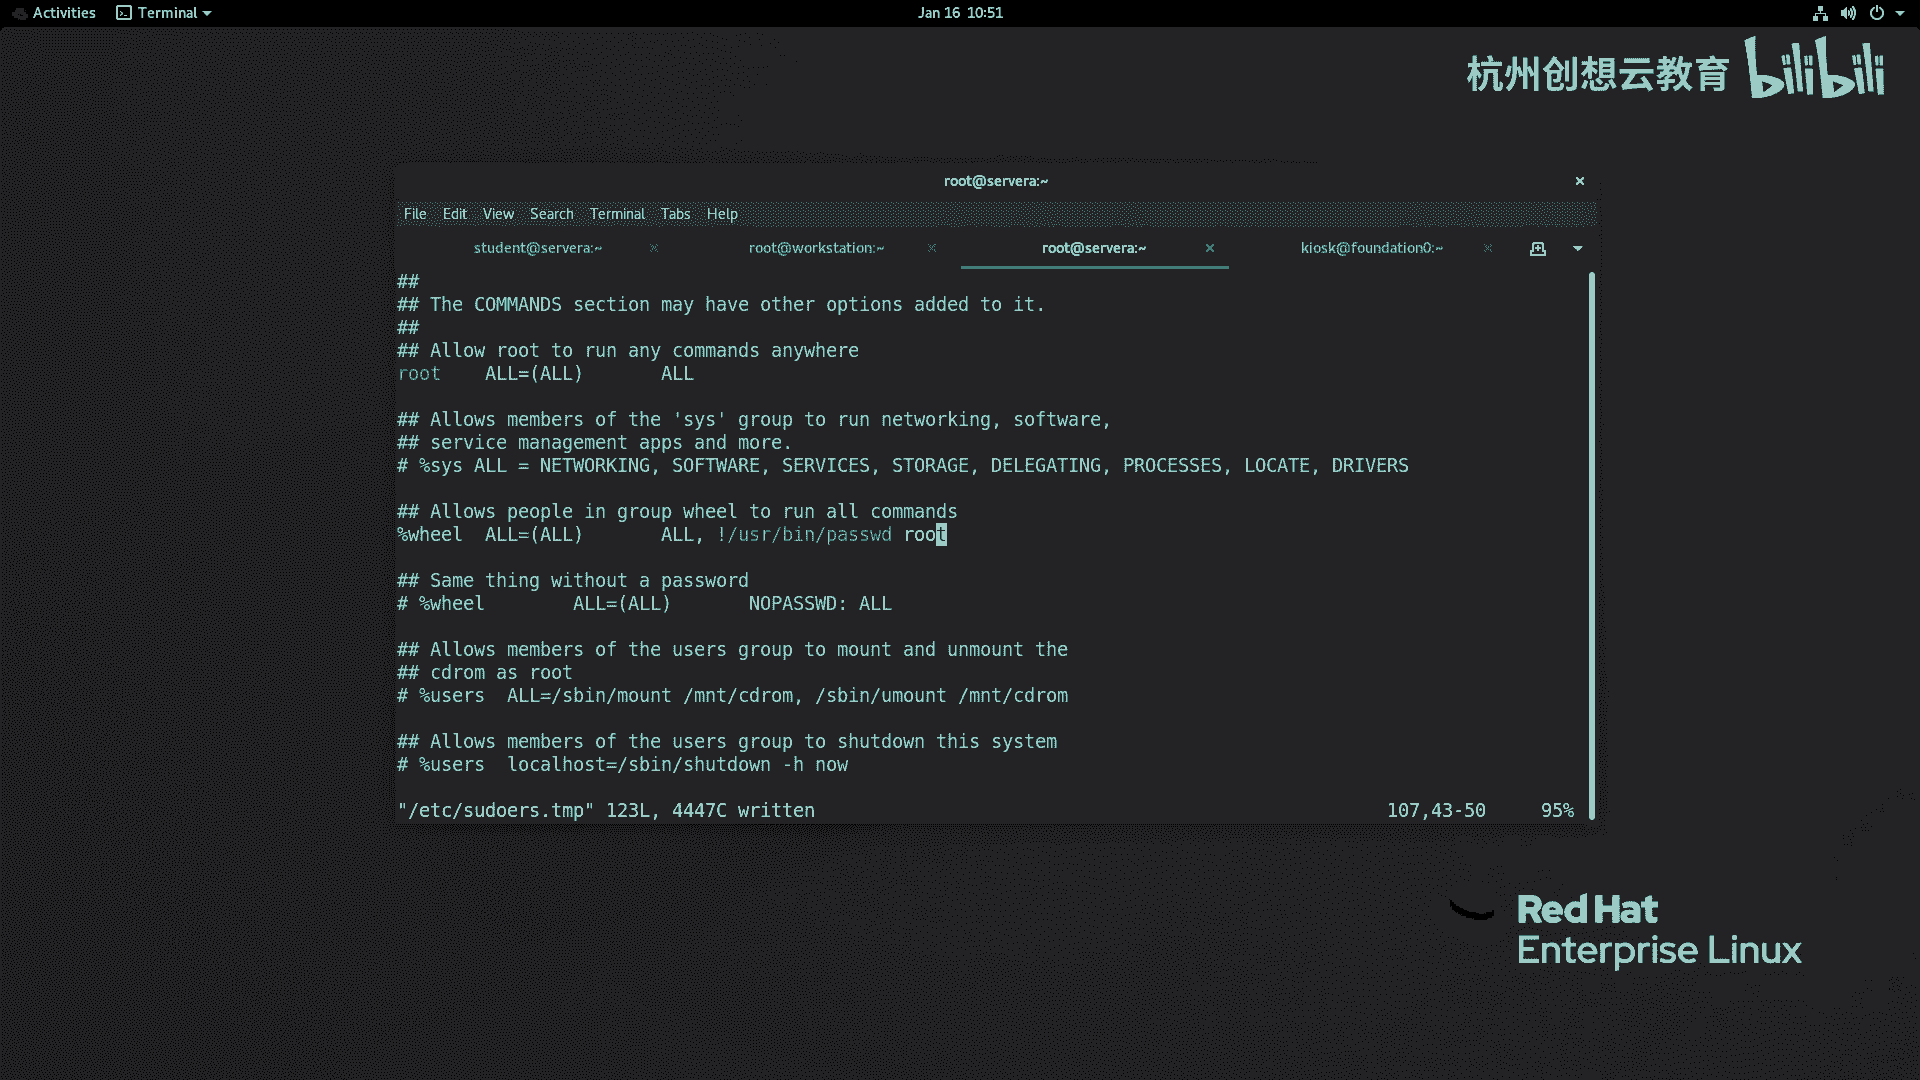 Activities Terminal Jan 16 10:51
杭州创想云教育 bilibili
root@servera:~
File Edit View Search Terminal Tabs Help
student@servera:~ root@workstation:~ root@servera:~ kiosk@foundation0:~
##
## The COMMANDS section may have other options added to it.
##
## Allow root to run any commands anywhere
root    ALL=(ALL)       ALL
## Allows members of the 'sys' group to run networking, software,
## service management apps and more.
# %sys ALL = NETWORKING, SOFTWARE, SERVICES, STORAGE, DELEGATING, PROCESSES, LOCATE, DRIVERS
## Allows people in group wheel to run all commands
%wheel  ALL=(ALL)       ALL, !/usr/bin/passwd root
## Same thing without a password
# %wheel        ALL=(ALL)       NOPASSWD: ALL
## Allows members of the users group to mount and unmount the
## cdrom as root
# %users  ALL=/sbin/mount /mnt/cdrom, /sbin/umount /mnt/cdrom
## Allows members of the users group to shutdown this system
# %users  localhost=/sbin/shutdown -h now
"/etc/sudoers.tmp" 123L, 4447C written 107,43-50 95%
Red Hat
Enterprise Linux